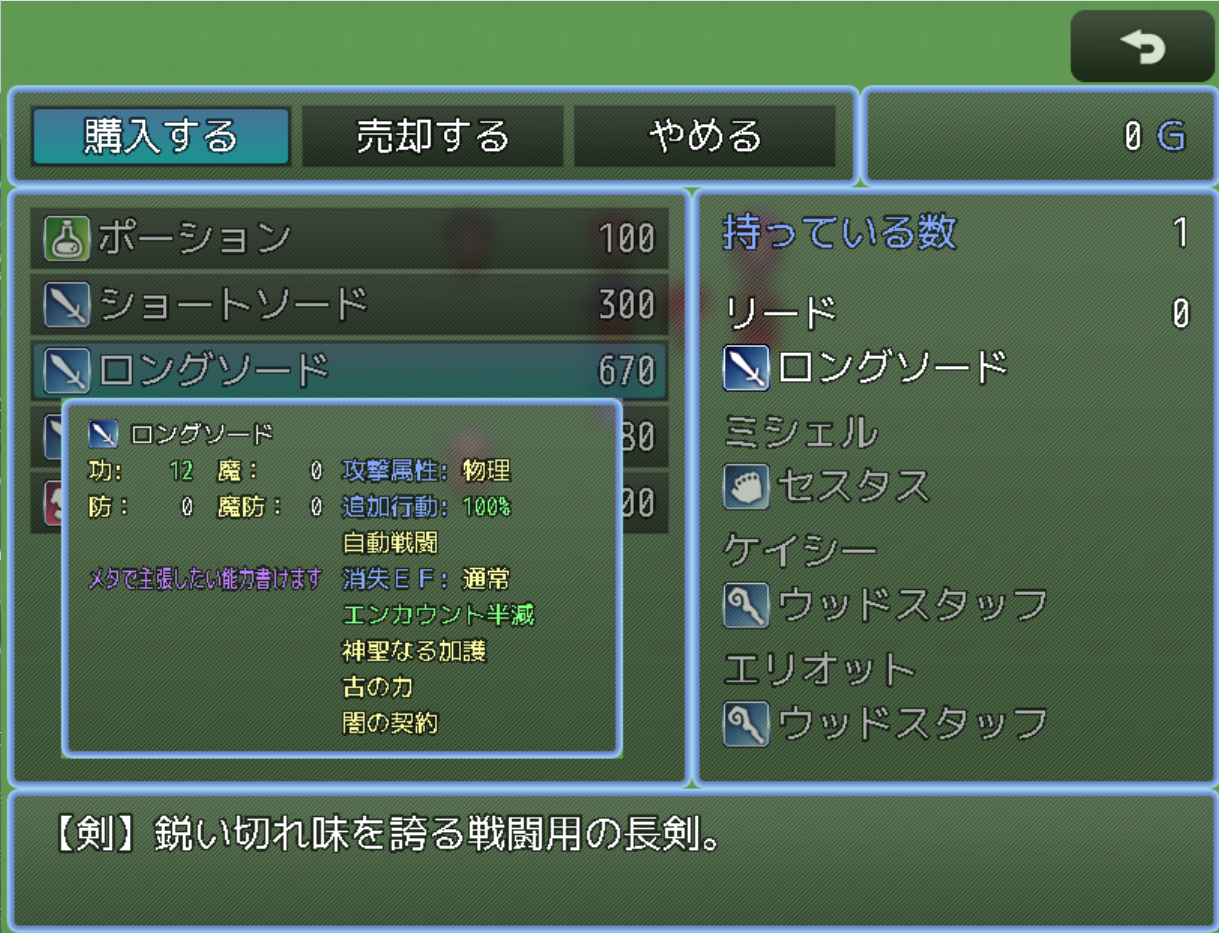 購入する 売却する やめる 0 G
ポーション 100
ショートソード 300
ロングソード 670
80
00
ロングソード
功: 12 魔: 0 攻撃属性: 物理
防: 0 魔防: 0 追加行動: 100%
自動戦闘
メタで主張したい能力書けます 消失EF: 通常
エンカウント半減
神聖なる加護
古の力
闇の契約
持っている数 1
リード 0
ロングソード
ミシェル
セスタス
ケイシー
ウッドスタッフ
エリオット
ウッドスタッフ
【剣】鋭い切れ味を誇る戦闘用の長剣。